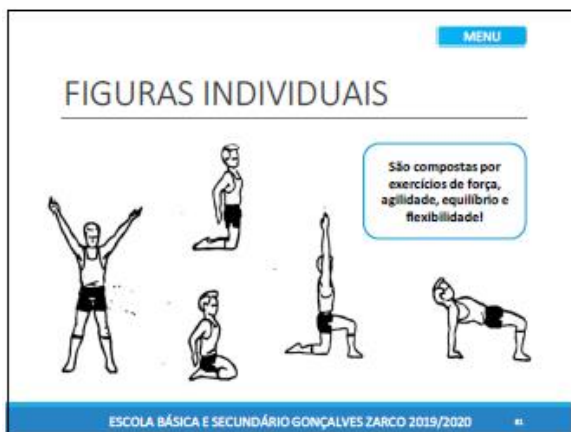 MENU
FIGURAS INDIVIDUAIS
São compostas por
exercícios de força,
agilidade, equilíbrio e
flexibilidade!
ESCOLA BÁSICA E SECUNDÁRIO GONÇALVES ZARCO 2019/2020